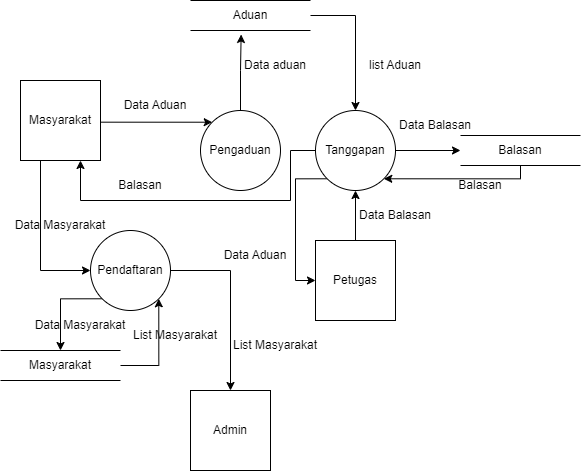 Aduan
Data aduan
list Aduan
Masyarakat
Data Aduan
Pengaduan
Tanggapan
Data Balasan
Balasan
Balasan
Balasan
Data Masyarakat
Data Balasan
Data Aduan
Pendaftaran
Petugas
Data Masyarakat
List Masyarakat
List Masyarakat
Masyarakat
Admin